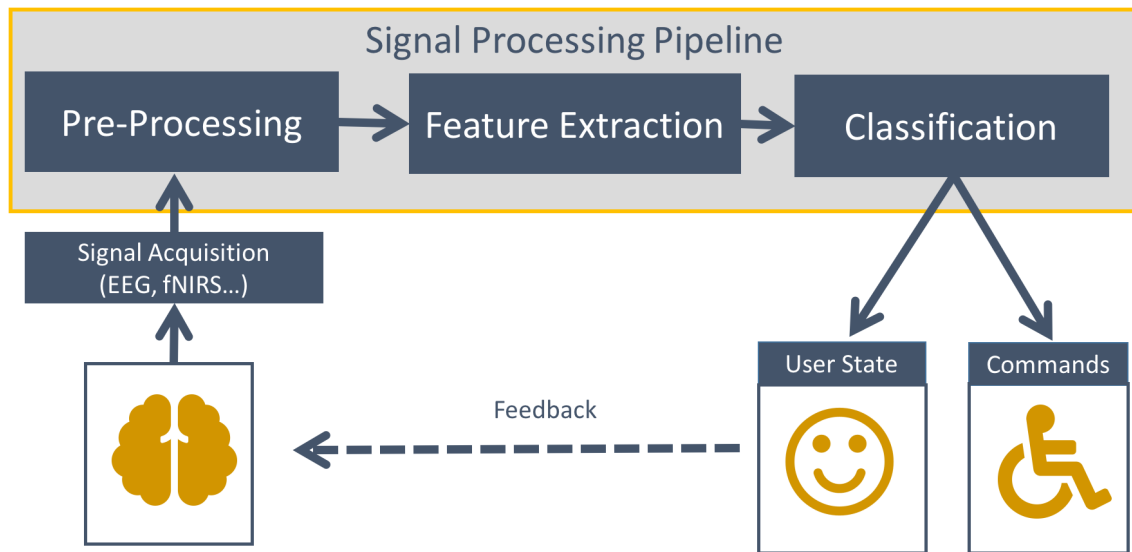 Signal Processing Pipeline
Pre-Processing
Feature Extraction
Classification
Signal Acquisition
(EEG, fNIRS...)
User State
Commands
Feedback